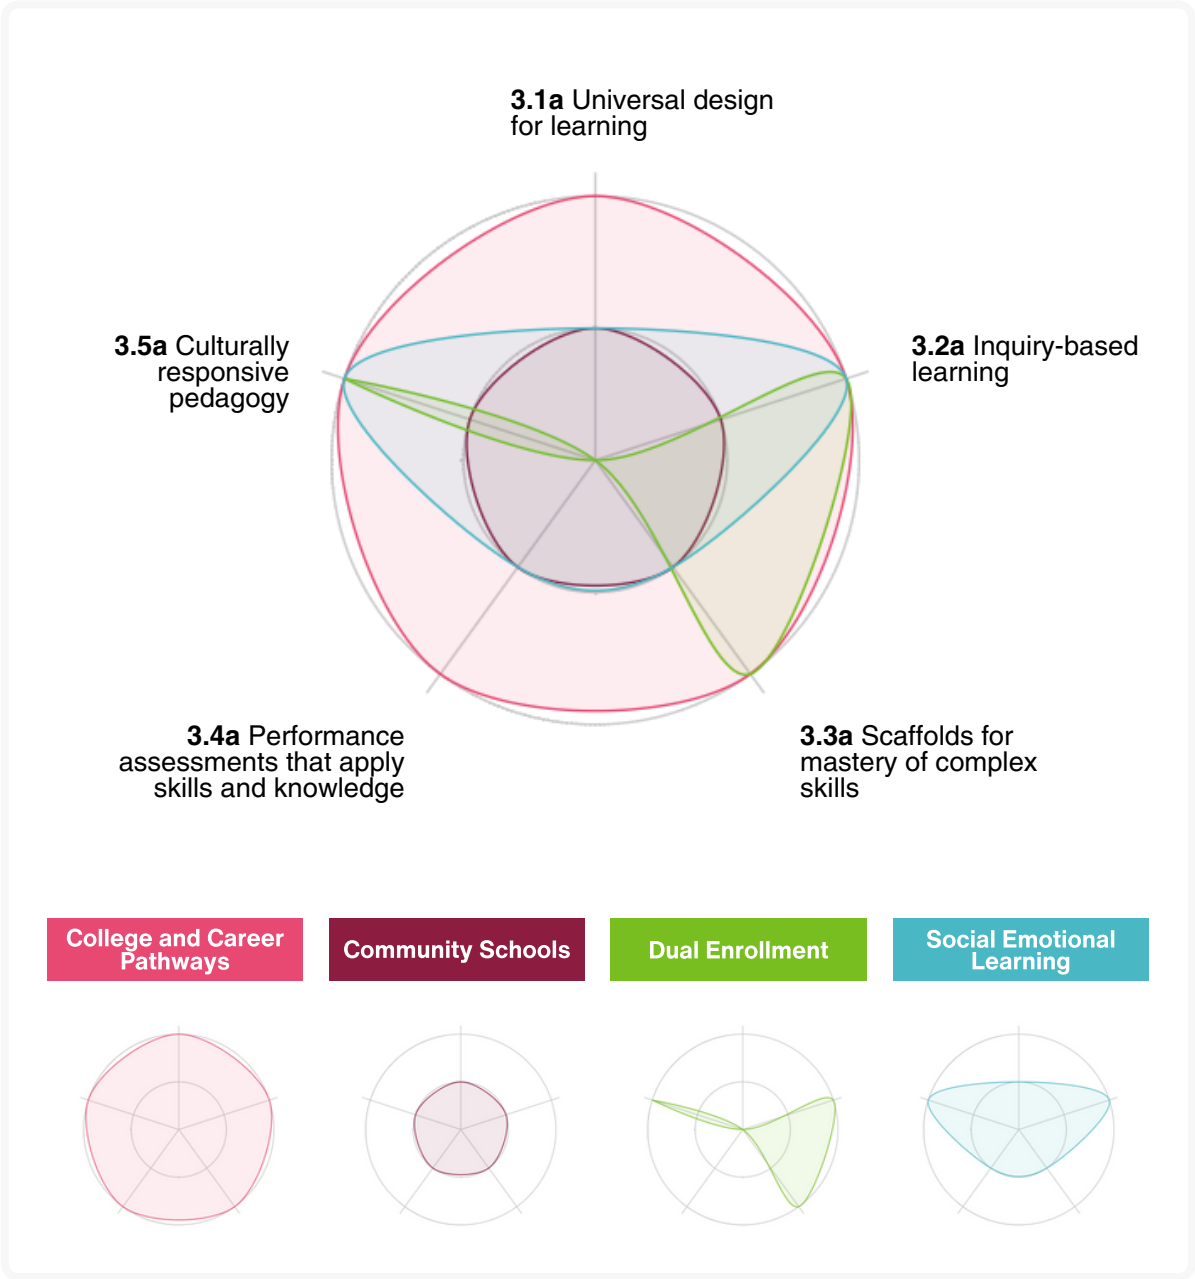 3.1a Universal design
for learning
3.5a Culturally
responsive
pedagogy
3.2a Inquiry-based
learning
3.4a Performance
assessments that apply
skills and knowledge
3.3a Scaffolds for
mastery of complex
skills
College and Career
Pathways
Community Schools
Dual Enrollment
Social Emotional
Learning